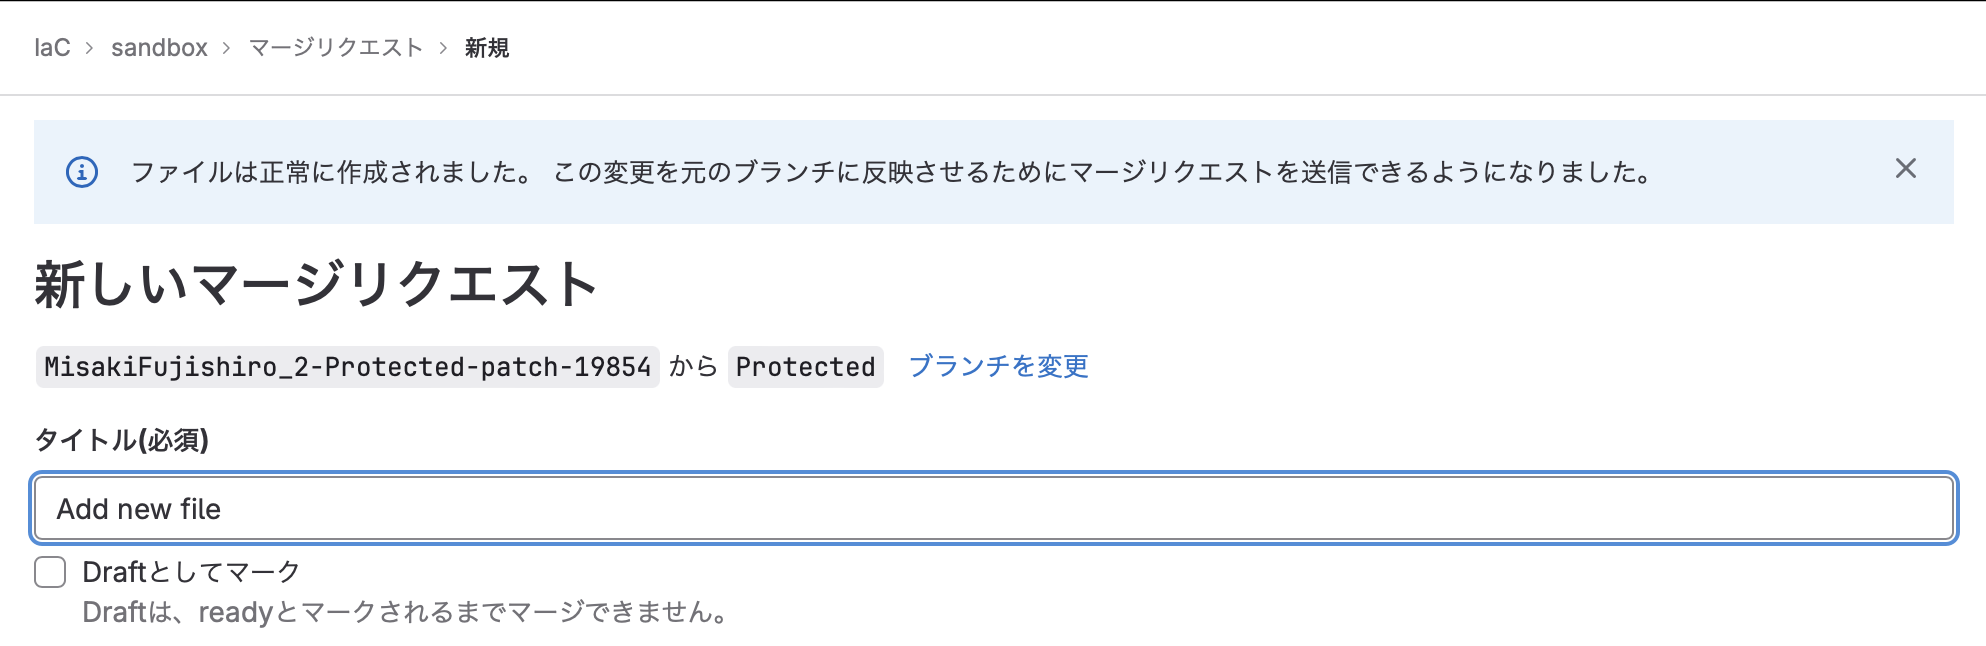 IaC > sandbox > マージリクエスト > 新規
ファイルは正常に作成されました。 この変更を元のブランチに反映させるためにマージリクエストを送信できるようになりました。
新しいマージリクエスト
MisakiFujishiro_2-Protected-patch-19854 から Protected ブランチを変更
タイトル(必須)
Add new file
Draftとしてマーク
Draftは、readyとマークされるまでマージできません。